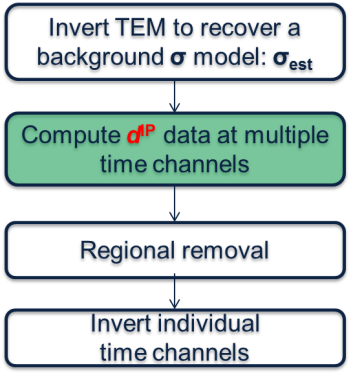 Invert TEM to recover a
background σ model: σest
Compute dIP data at multiple
time channels
Regional removal
Invert individual
time channels